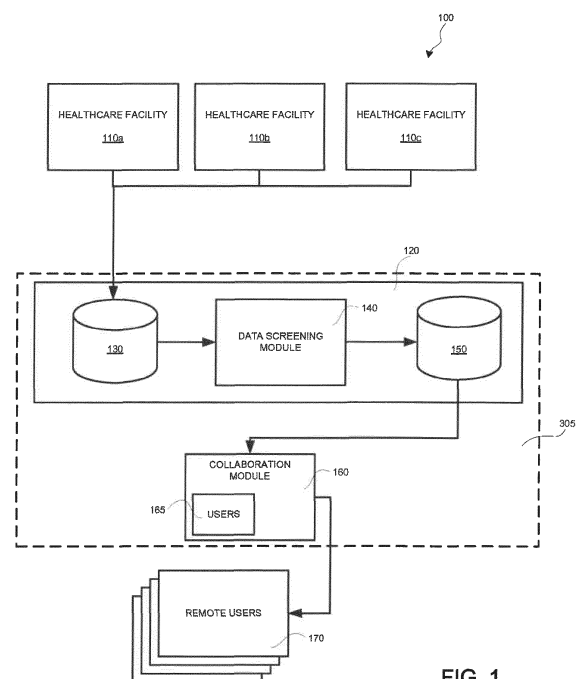 100
HEALTHCARE FACILITY
110a
HEALTHCARE FACILITY
110b
HEALTHCARE FACILITY
110c
120
130
DATA SCREENING
MODULE
140
150
305
COLLABORATION
MODULE
160
165
USERS
REMOTE USERS
170
FIG. 1